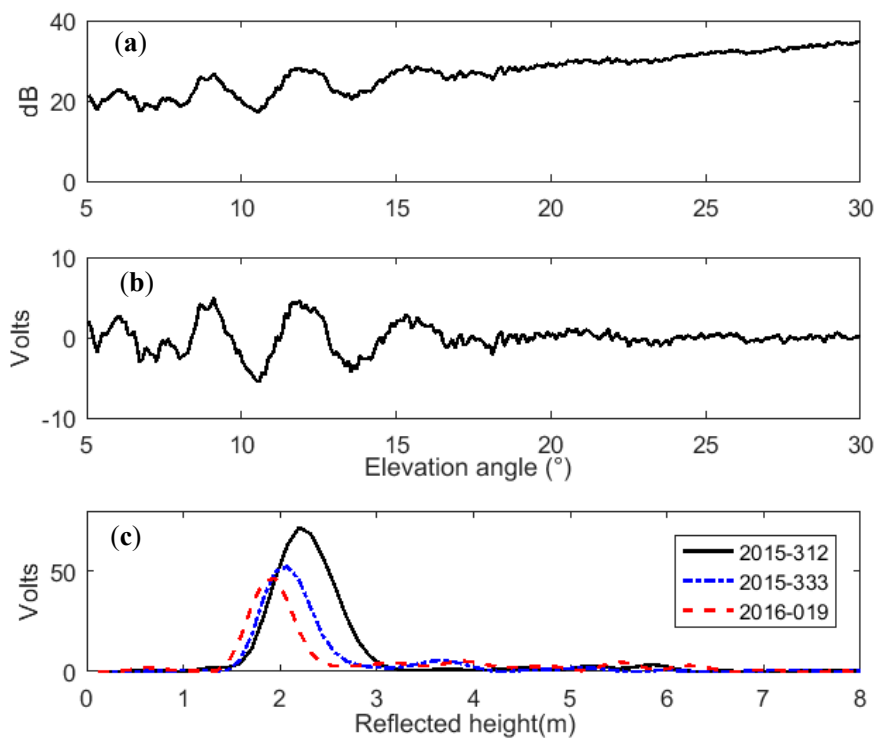 (a)
dB
40
20
0
5 10 15 20 25 30
(b)
Volts
10
0
-10
5 10 15 20 25 30
Elevation angle (°)
(c)
Volts
50
0
2015-312
2015-333
2016-019
0 1 2 3 4 5 6 7 8
Reflected height(m)